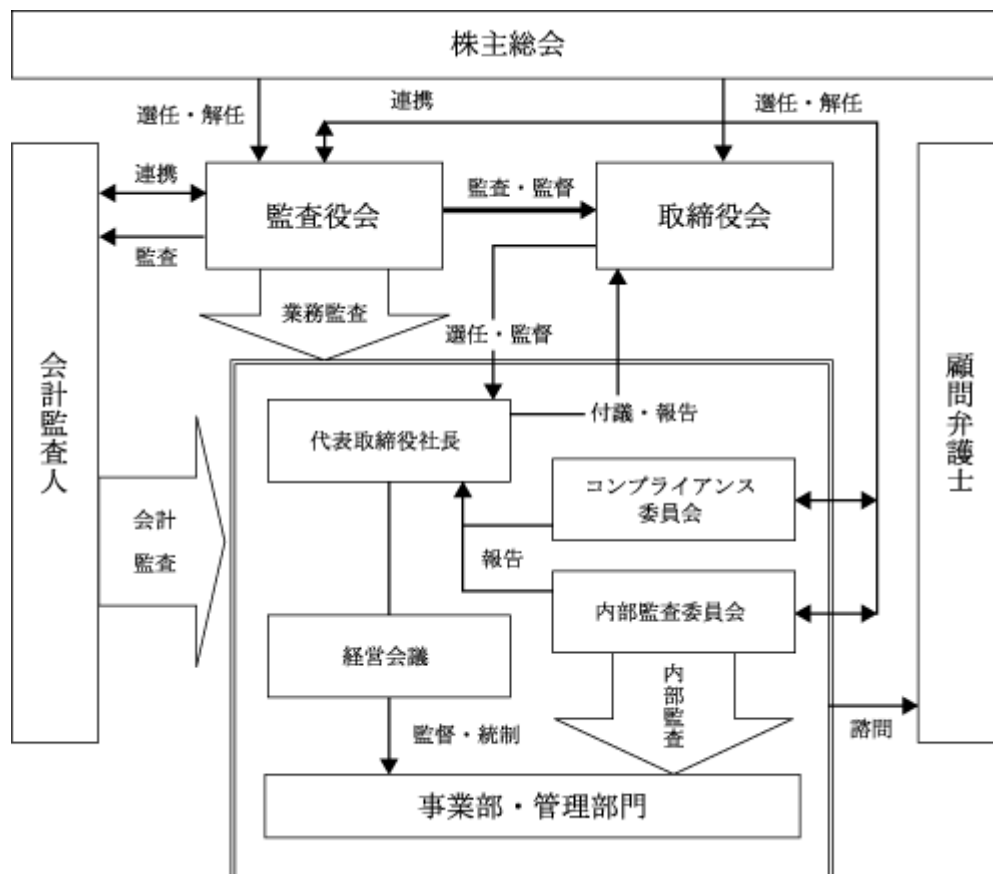 株主総会
選任・解任
連携
選任・解任
連携
監査役会
監査・監督
取締役会
監査
業務監査
選任・監督
会計監査人
顧問弁護士
代表取締役社長
付議・報告
コンプライアンス
委員会
会計
監査
報告
内部監査委員会
経営会議
内部監査
監督・統制
諮問
事業部・管理部門